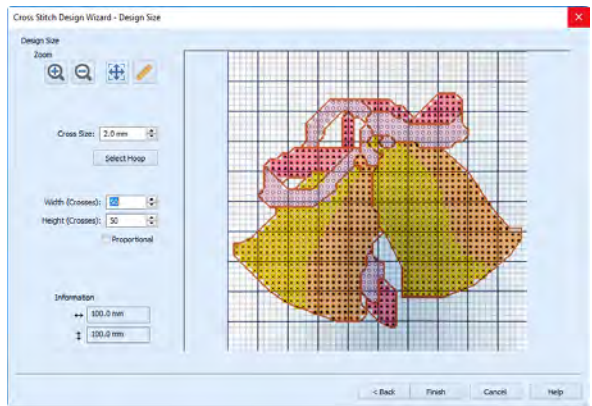 Cross Stitch Design Wizard - Design Size
Design Size
Zoom
Cross Size: 2.0 mm
Select Hoop
Width (Crosses): 50
Height (Crosses): 50
Proportional
Information
100.0 mm
100.0 mm
< Back Finish Cancel Help